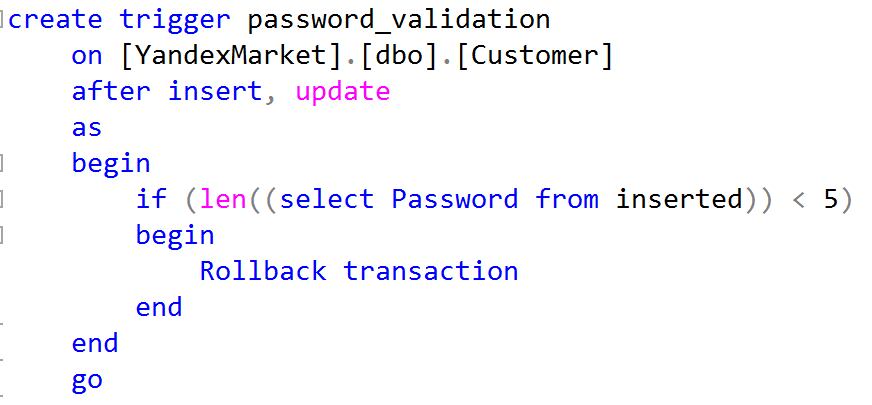 create trigger password_validation
    on [YandexMarket].[dbo].[Customer]
    after insert, update
    as
    begin
        if (len((select Password from inserted)) < 5)
        begin
            Rollback transaction
        end
    end
    go